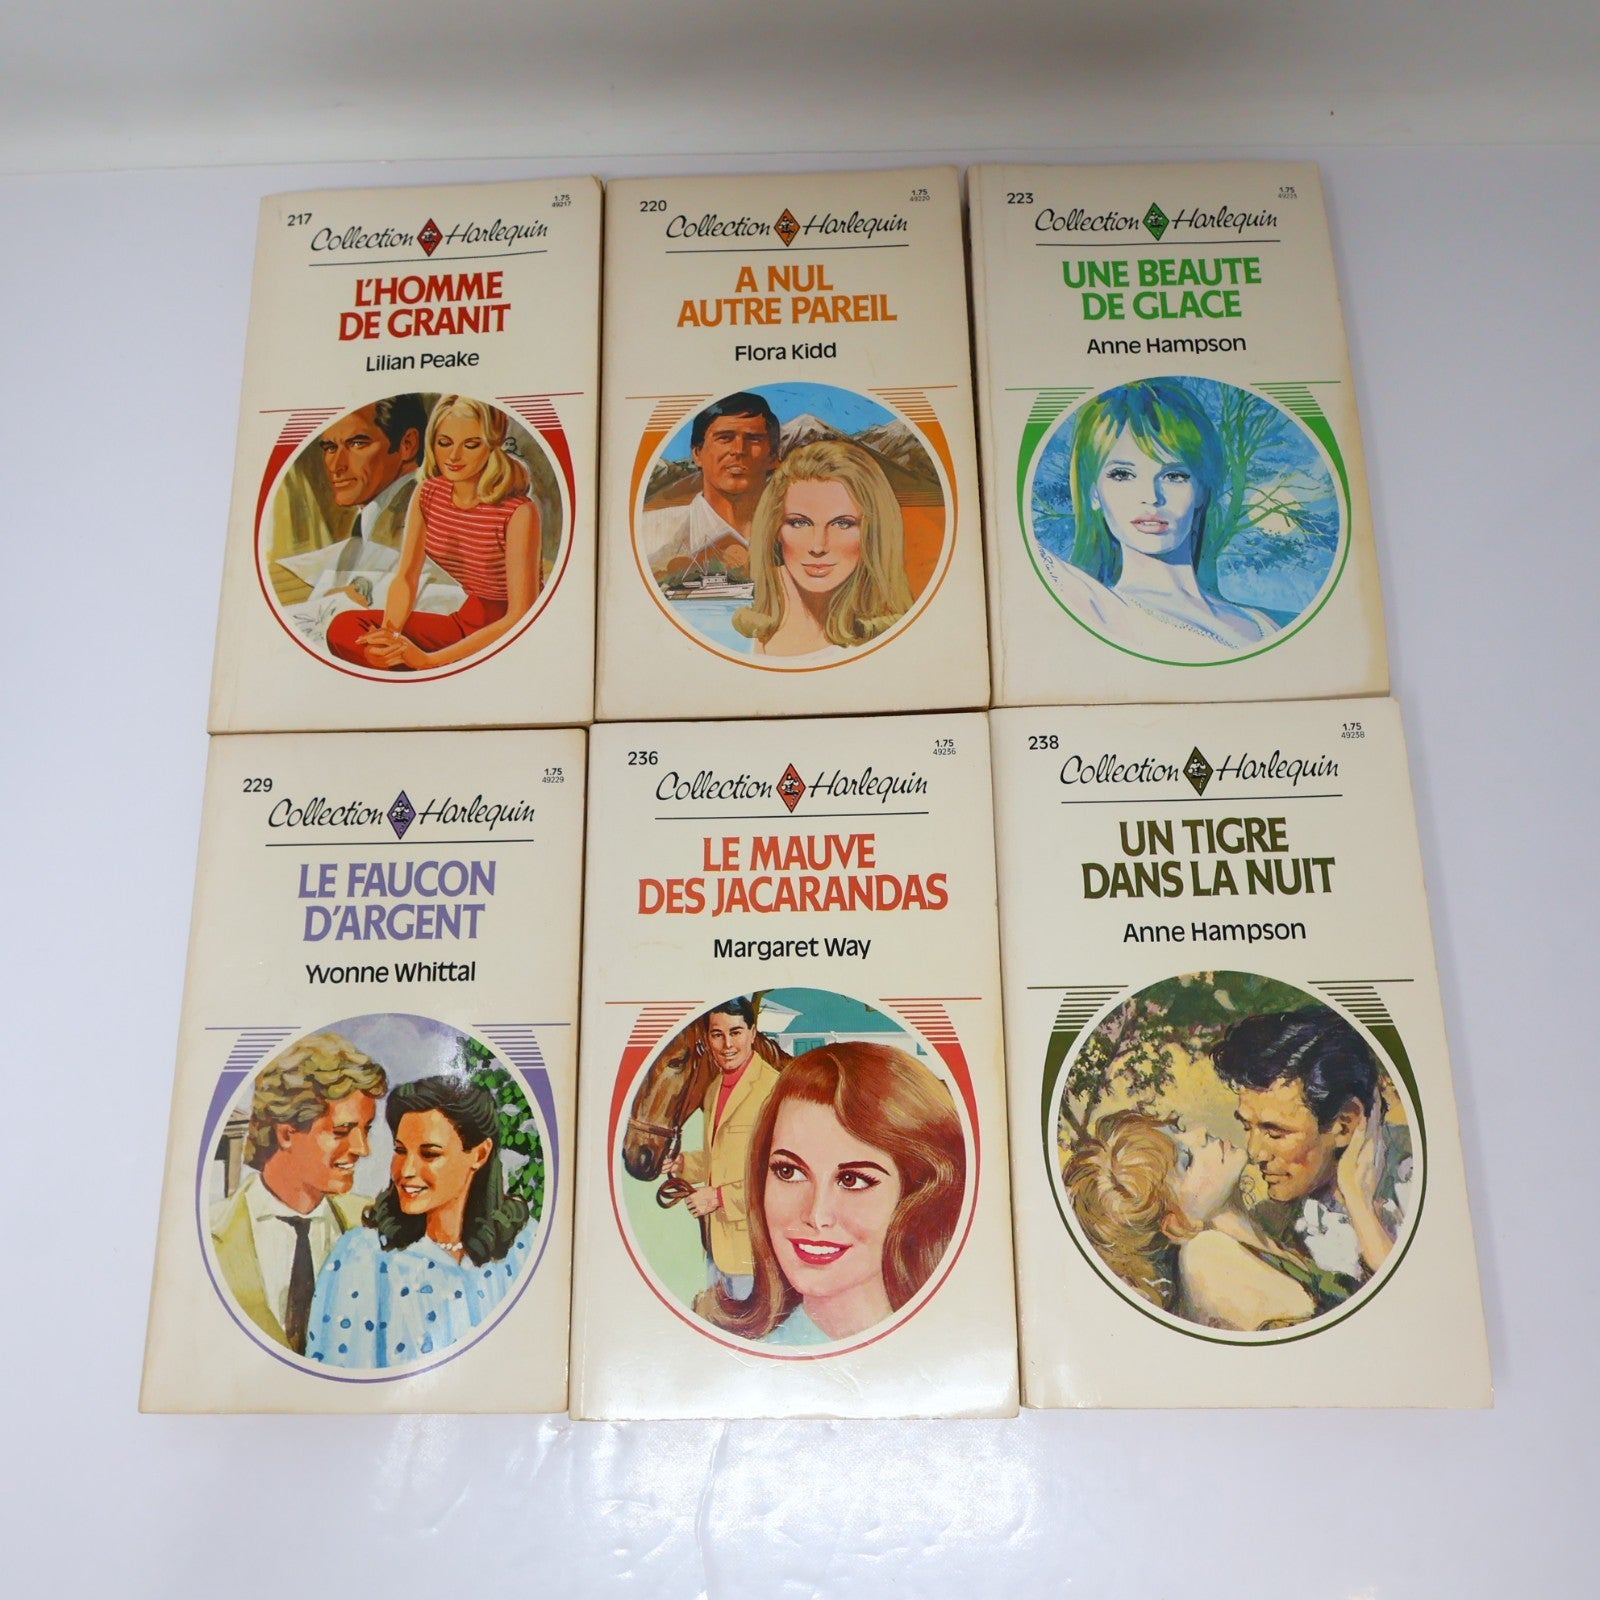 217
1.75
49217
Collection Harlequin
L'HOMME
DE GRANIT
Lilian Peake
220
1.75
49220
Collection Harlequin
A NUL
AUTRE PAREIL
Flora Kidd
223
1.75
49223
Collection Harlequin
UNE BEAUTE
DE GLACE
Anne Hampson
229
1.75
49229
Collection Harlequin
LE FAUCON
D'ARGENT
Yvonne Whittal
236
1.75
49236
Collection Harlequin
LE MAUVE
DES JACARANDAS
Margaret Way
238
1.75
49238
Collection Harlequin
UN TIGRE
DANS LA NUIT
Anne Hampson